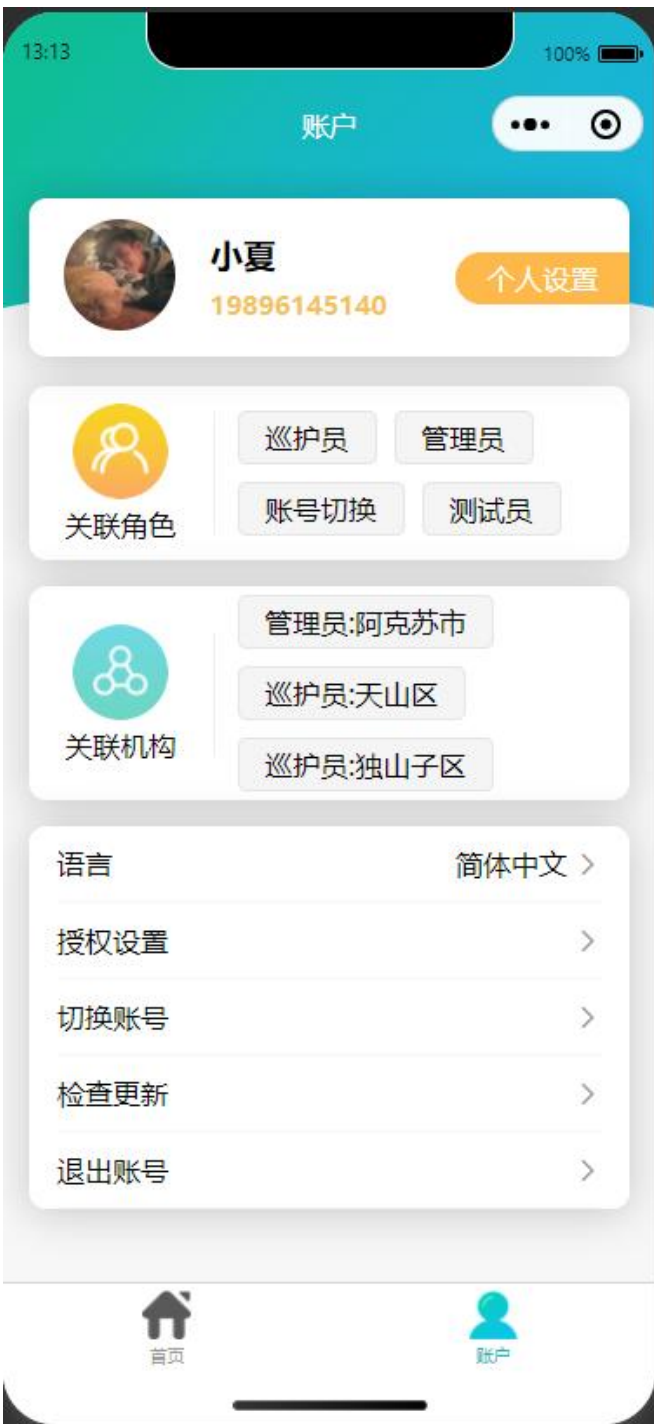 13:13
100%
账户
小夏
19896145140
个人设置
关联角色
巡护员
管理员
账号切换
测试员
关联机构
管理员:阿克苏市
巡护员:天山区
巡护员:独山子区
语言
简体中文
授权设置
切换账号
检查更新
退出账号
首页
账户